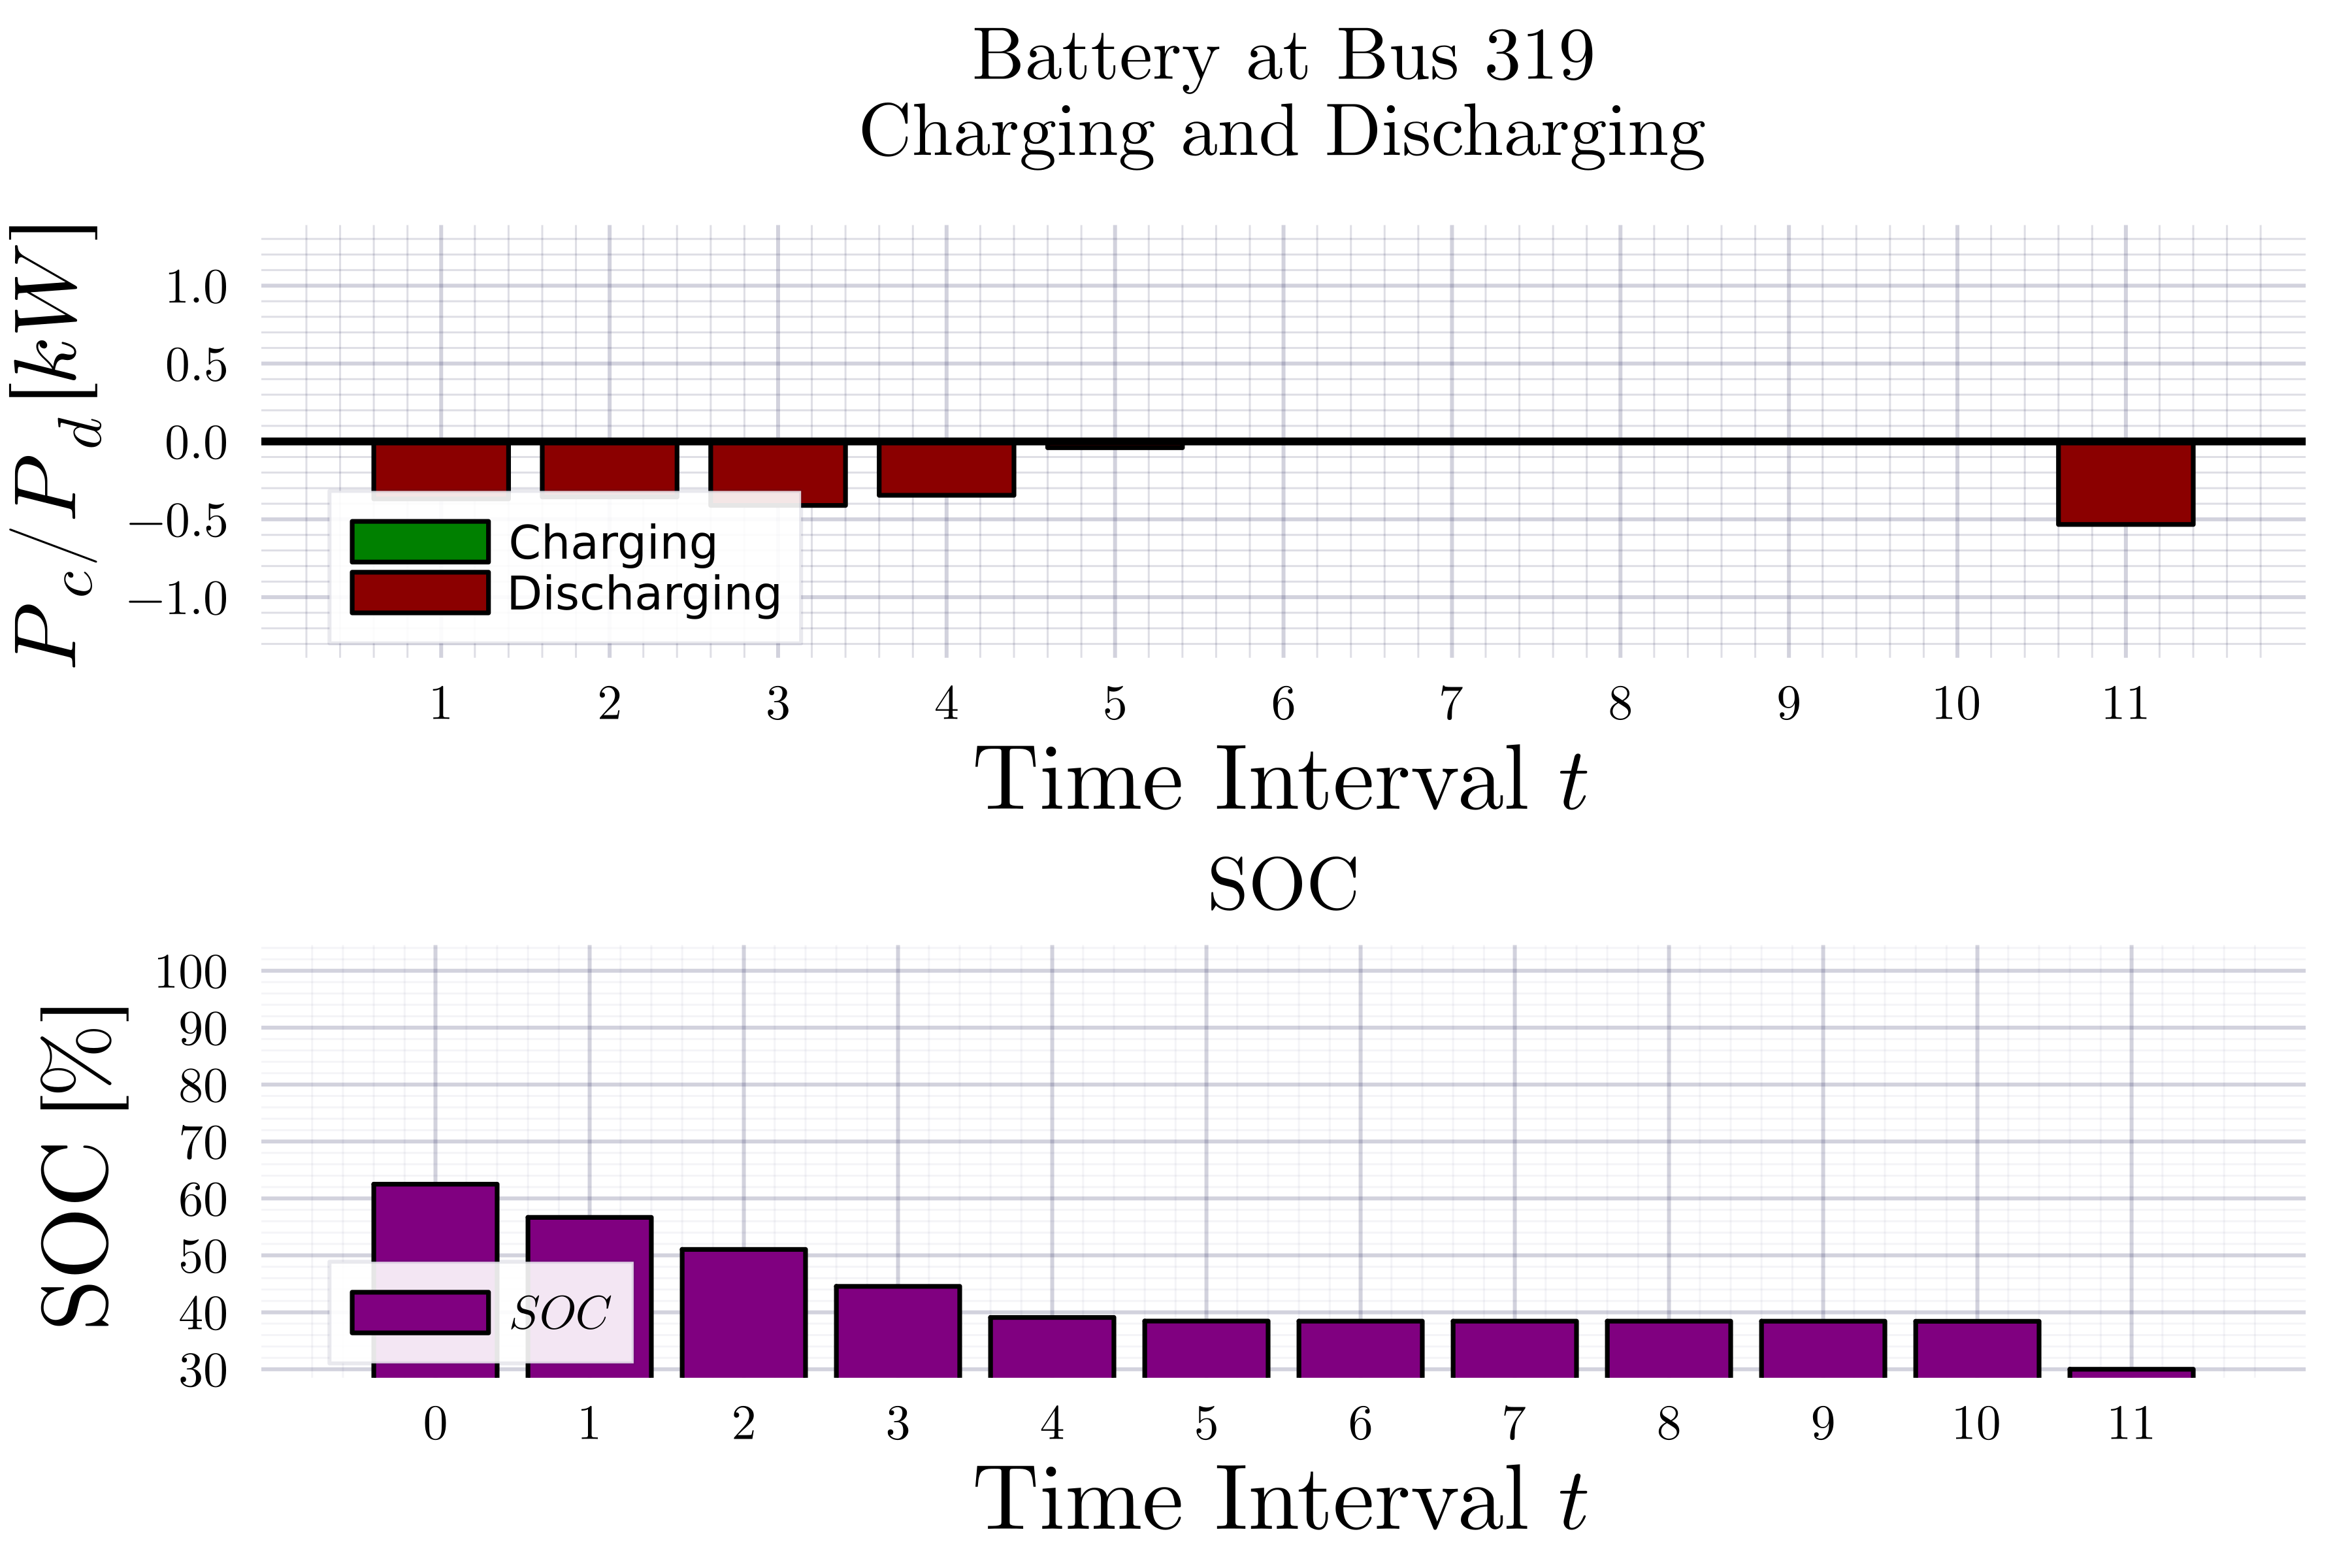 Battery at Bus 319
Charging and Discharging
P_c/P_d [kW]
1.0
0.5
0.0
−0.5
−1.0
Charging
Discharging
1 2 3 4 5 6 7 8 9 10 11
Time Interval t
SOC
SOC [%]
100
90
80
70
60
50
40
30
SOC
0 1 2 3 4 5 6 7 8 9 10 11
Time Interval t